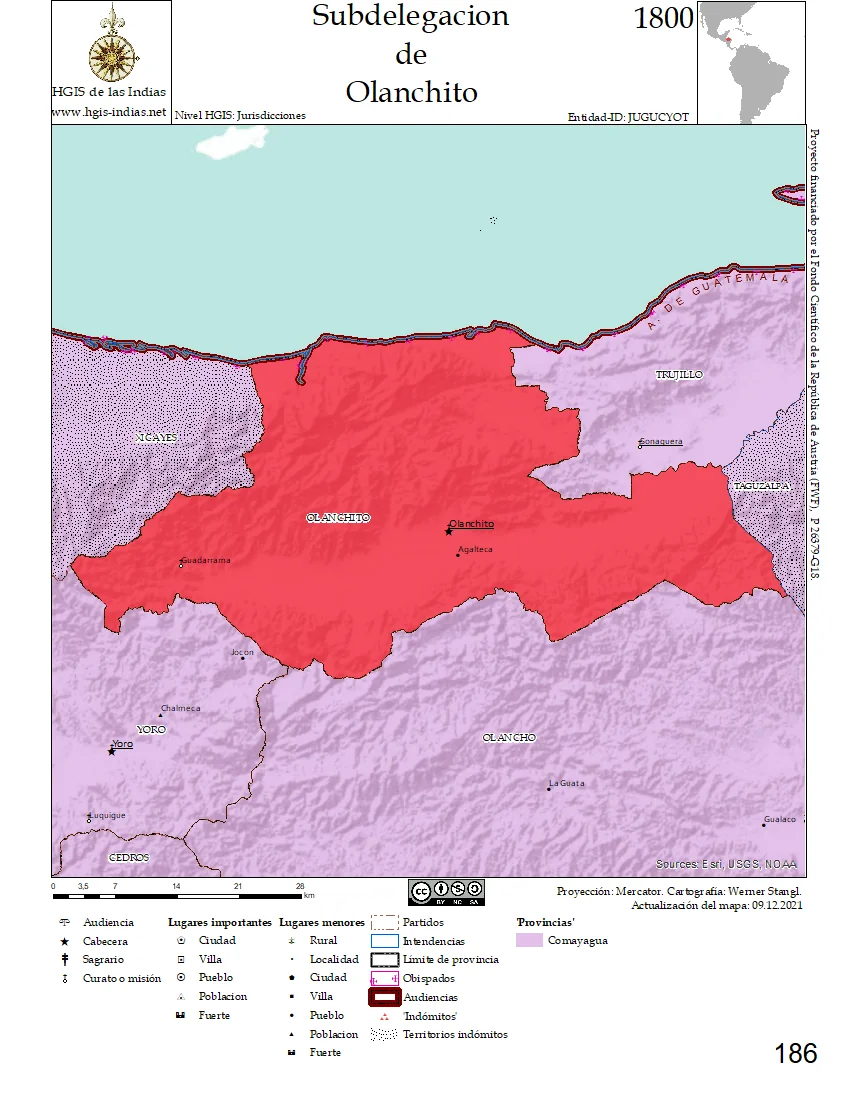 Subdelegacion
de
Olanchito
1800
HGIS de las Indias
www.hgis-indias.net
Nivel HGIS: Jurisdicciones
Entidad-ID: JUGUCYOT
Proyecto financiado por el Fondo Científico de la República de Austria (FWF), P 26379-G18.
A. DE GUATEMALA
TRUJILLO
XICAYES
Sonaguera
TAGUZALPA
OLANCHITO
Olanchito
Agalteca
Guadarrama
Jocon
Chalmeca
YORO
Yoro
OLANCHO
La Guata
Luquigue
Gualaco
CEDROS
Sources: Esri, USGS, NOAA
0 3,5 7 14 21 28
km
cc BY NC SA
Proyección: Mercator. Cartografía: Werner Stangl.
Actualización del mapa: 09.12.2021
Audiencia
Cabecera
Sagrario
Curato o misión
Lugares importantes
Ciudad
Villa
Pueblo
Poblacion
Fuerte
Lugares menores
Rural
Localidad
Ciudad
Villa
Pueblo
Poblacion
Fuerte
Partidos
Intendencias
Límite de provincia
Obispados
Audiencias
'Indómitos'
Territorios indómitos
'Provincias'
Comayagua
186